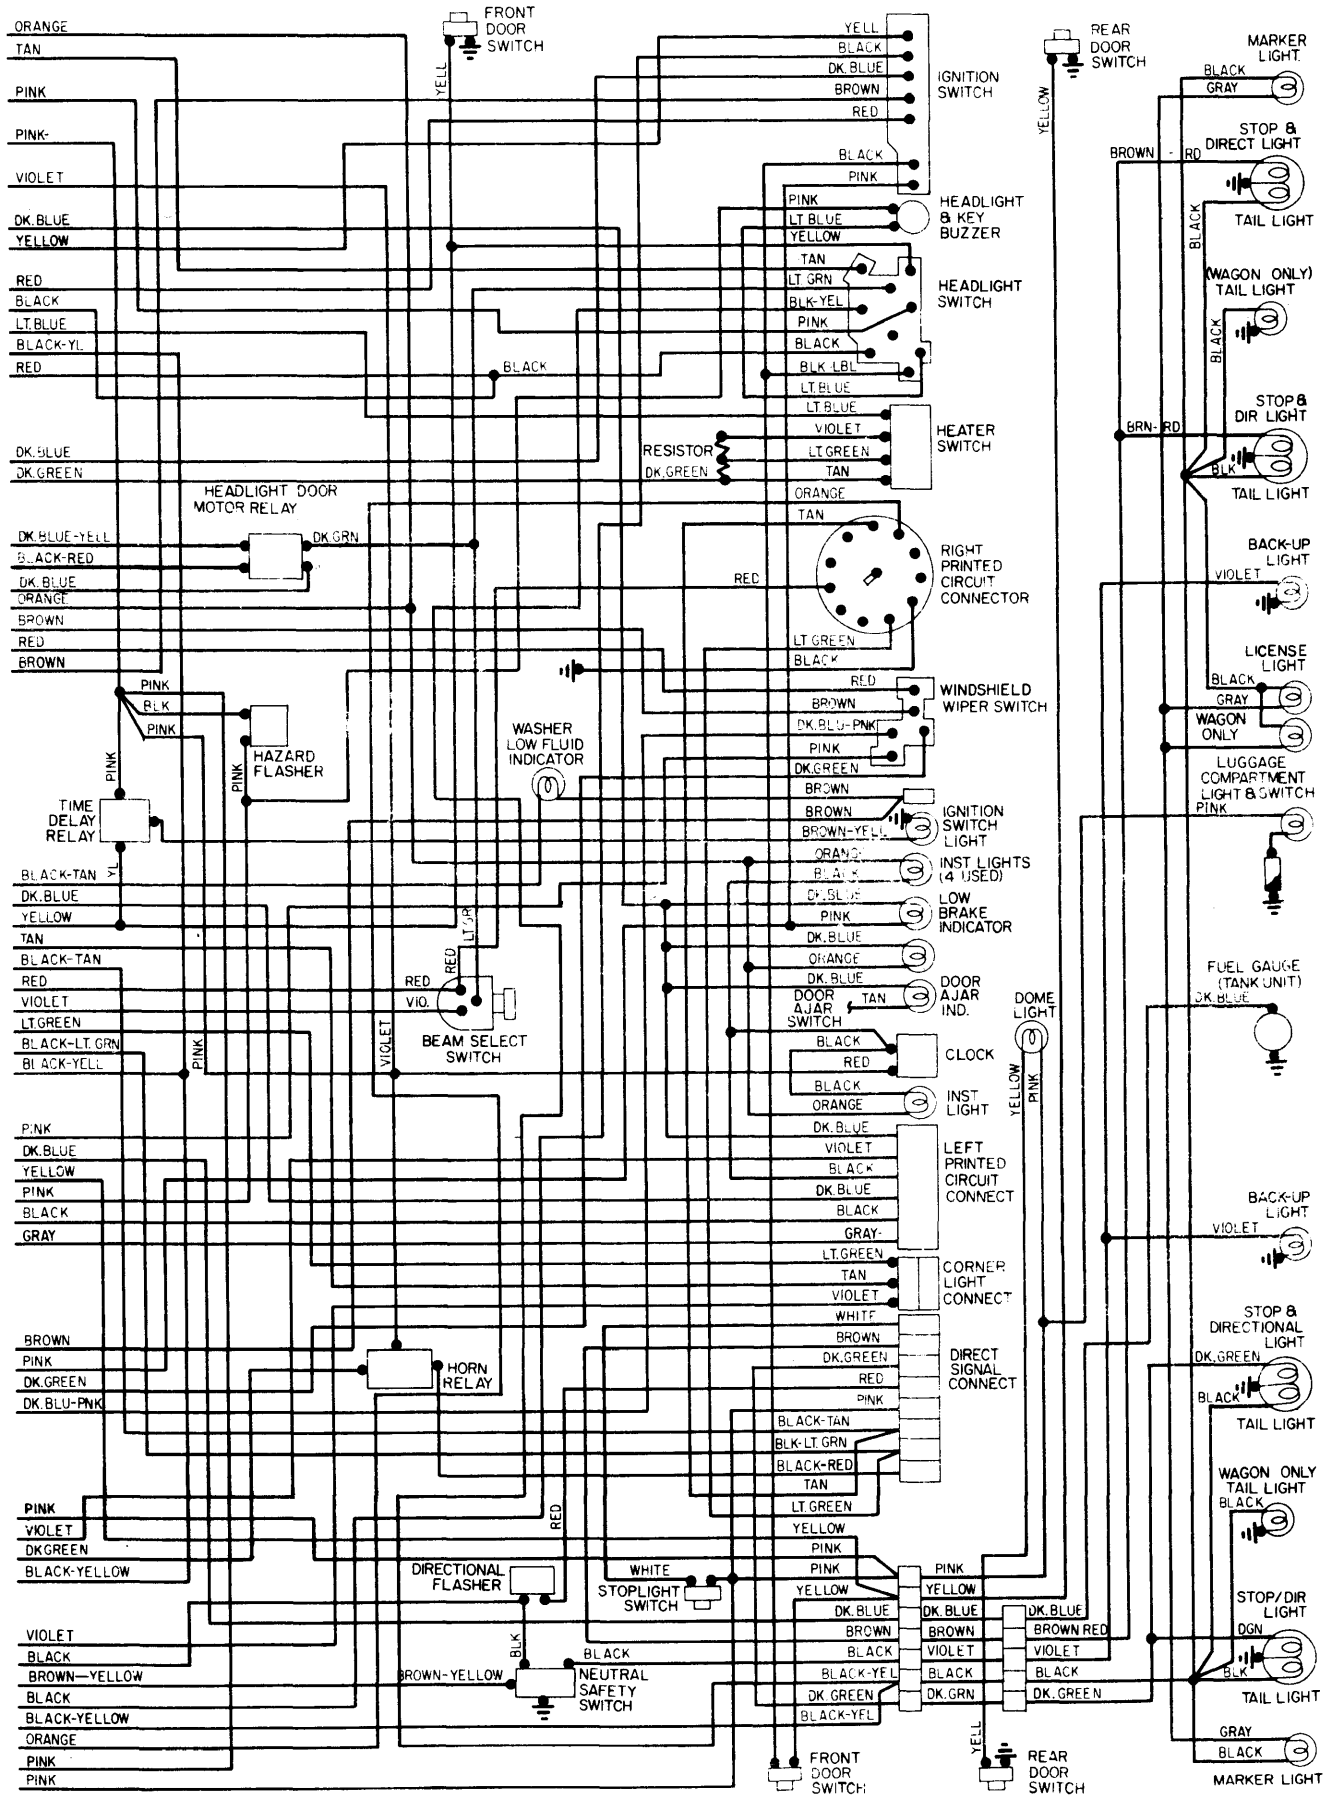 ORANGE
TAN
PINK
PINK-
VIOLET
DK.BLUE
YELLOW
RED
BLACK
LT.BLUE
BLACK-YL
RED
DK.BLUE
DK.GREEN
HEADLIGHT DOOR
MOTOR RELAY
DK.BLUE-YELL
BLACK-RED
DK.BLUE
ORANGE
BROWN
RED
BROWN
DK.GRN
PINK
BLK
PINK
HAZARD
FLASHER
PINK
PINK
TIME
DELAY
RELAY
YL
BLACK-TAN
DK.BLUE
YELLOW
TAN
BLACK-TAN
RED
VIOLET
LT.GREEN
BLACK-LT.GRN
BLACK-YELL
PINK
VIOLET
PINK
DK.BLUE
YELLOW
PINK
BLACK
GRAY
BROWN
PINK
DK.GREEN
DK.BLU-PNK
HORN
RELAY
PINK
VIOLET
DKGREEN
BLACK-YELLOW
VIOLET
BLACK
BROWN-YELLOW
BLACK
BLACK-YELLOW
ORANGE
PINK
PINK
FRONT
DOOR
SWITCH
YELL
BLACK
RESISTOR
DK.GREEN
WASHER
LOW FLUID
INDICATOR
RED
LT.GR
RED
VIO.
BEAM SELECT
SWITCH
RED
DIRECTIONAL
FLASHER
BLK
WHITE
STOPLIGHT
SWITCH
BLACK
BROWN-YELLOW
NEUTRAL
SAFETY
SWITCH
YELL
BLACK
DK.BLUE
BROWN
RED
BLACK
PINK
IGNITION
SWITCH
PINK
LT BLUE
YELLOW
HEADLIGHT
& KEY
BUZZER
TAN
LT GRN
BLK-YEL
PINK
BLACK
BLK-LBL
LT.BLUE
HEADLIGHT
SWITCH
LT.BLUE
VIOLET
LT.GREEN
TAN
HEATER
SWITCH
ORANGE
TAN
RED
LT GREEN
BLACK
RIGHT
PRINTED
CIRCUIT
CONNECTOR
RED
BROWN
DK.BLU-PNK
PINK
DK.GREEN
WINDSHIELD
WIPER SWITCH
BROWN
BROWN
BROWN-YELL
IGNITION
SWITCH
LIGHT
ORANG-
BLACK
INST LIGHTS
(4 USED)
DK.BLUE
PINK
LOW
BRAKE
INDICATOR
DK.BLUE
ORANGE
DK.BLUE
DOOR
AJAR
SWITCH
TAN
DOOR
AJAR
IND.
BLACK
RED
CLOCK
BLACK
ORANGE
INST
LIGHT
DK.BLUE
VIOLET
BLACK
DK.BLUE
BLACK
GRAY-
LEFT
PRINTED
CIRCUIT
CONNECT
LT.GREEN
TAN
VIOLET
CORNER
LIGHT
CONNECT
WHITE
BROWN
DK.GREEN
RED
PINK
BLACK-TAN
BLK-LT.GRN
BLACK-RED
TAN
LT.GREEN
DIRECT
SIGNAL
CONNECT
YELLOW
PINK
PINK
YELLOW
DK.BLUE
BROWN
BLACK
BLACK-YEL
DK.GREEN
BLACK-YEL
PINK
YELLOW
DK.BLUE
BROWN
VIOLET
BLACK
DK.GRN
DK.BLUE
BROWN RED
VIOLET
BLACK
DK.GREEN
FRONT
DOOR
SWITCH
YELL
REAR
DOOR
SWITCH
REAR
DOOR
SWITCH
YELLOW
DOME
LIGHT
YELLOW
PINK
MARKER
LIGHT
BLACK
GRAY
STOP &
DIRECT LIGHT
BROWN - RD
BLACK
TAIL LIGHT
(WAGON ONLY)
TAIL LIGHT
BLACK
STOP &
DIR LIGHT
BRN-RD
BLK
TAIL LIGHT
BACK-UP
LIGHT
VIOLET
LICENSE
LIGHT
BLACK
GRAY
WAGON
ONLY
LUGGAGE
COMPARTMENT
LIGHT & SWITCH
PINK
FUEL GAUGE
(TANK UNIT)
DK.BLUE
BACK-UP
LIGHT
VIOLET
STOP &
DIRECTIONAL
LIGHT
DK.GREEN
BLACK
TAIL LIGHT
WAGON ONLY
TAIL LIGHT
BLACK
STOP/DIR
LIGHT
DGN
BLK
TAIL LIGHT
GRAY
BLACK
MARKER LIGHT